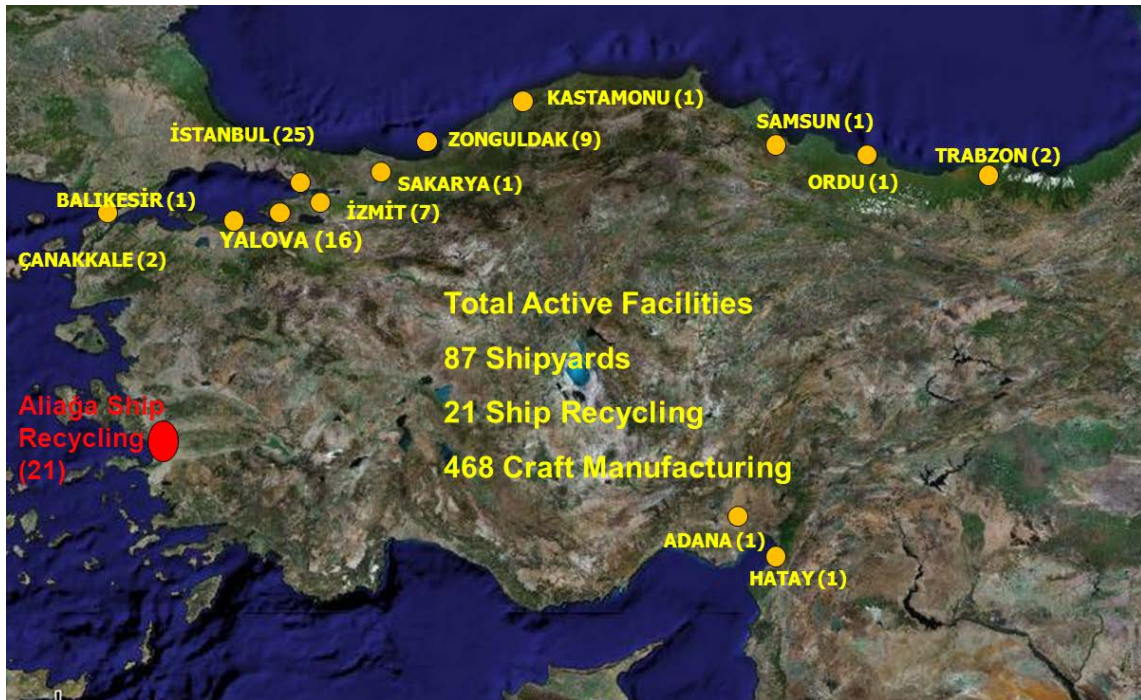 KASTAMONU (1)
SAMSUN (1)
İSTANBUL (25)
ZONGULDAK (9)
TRABZON (2)
SAKARYA (1)
ORDU (1)
BALIKESİR (1)
İZMİT (7)
YALOVA (16)
ÇANAKKALE (2)
Total Active Facilities
87 Shipyards
21 Ship Recycling
468 Craft Manufacturing
Aliağa Ship
Recycling
(21)
ADANA (1)
HATAY (1)